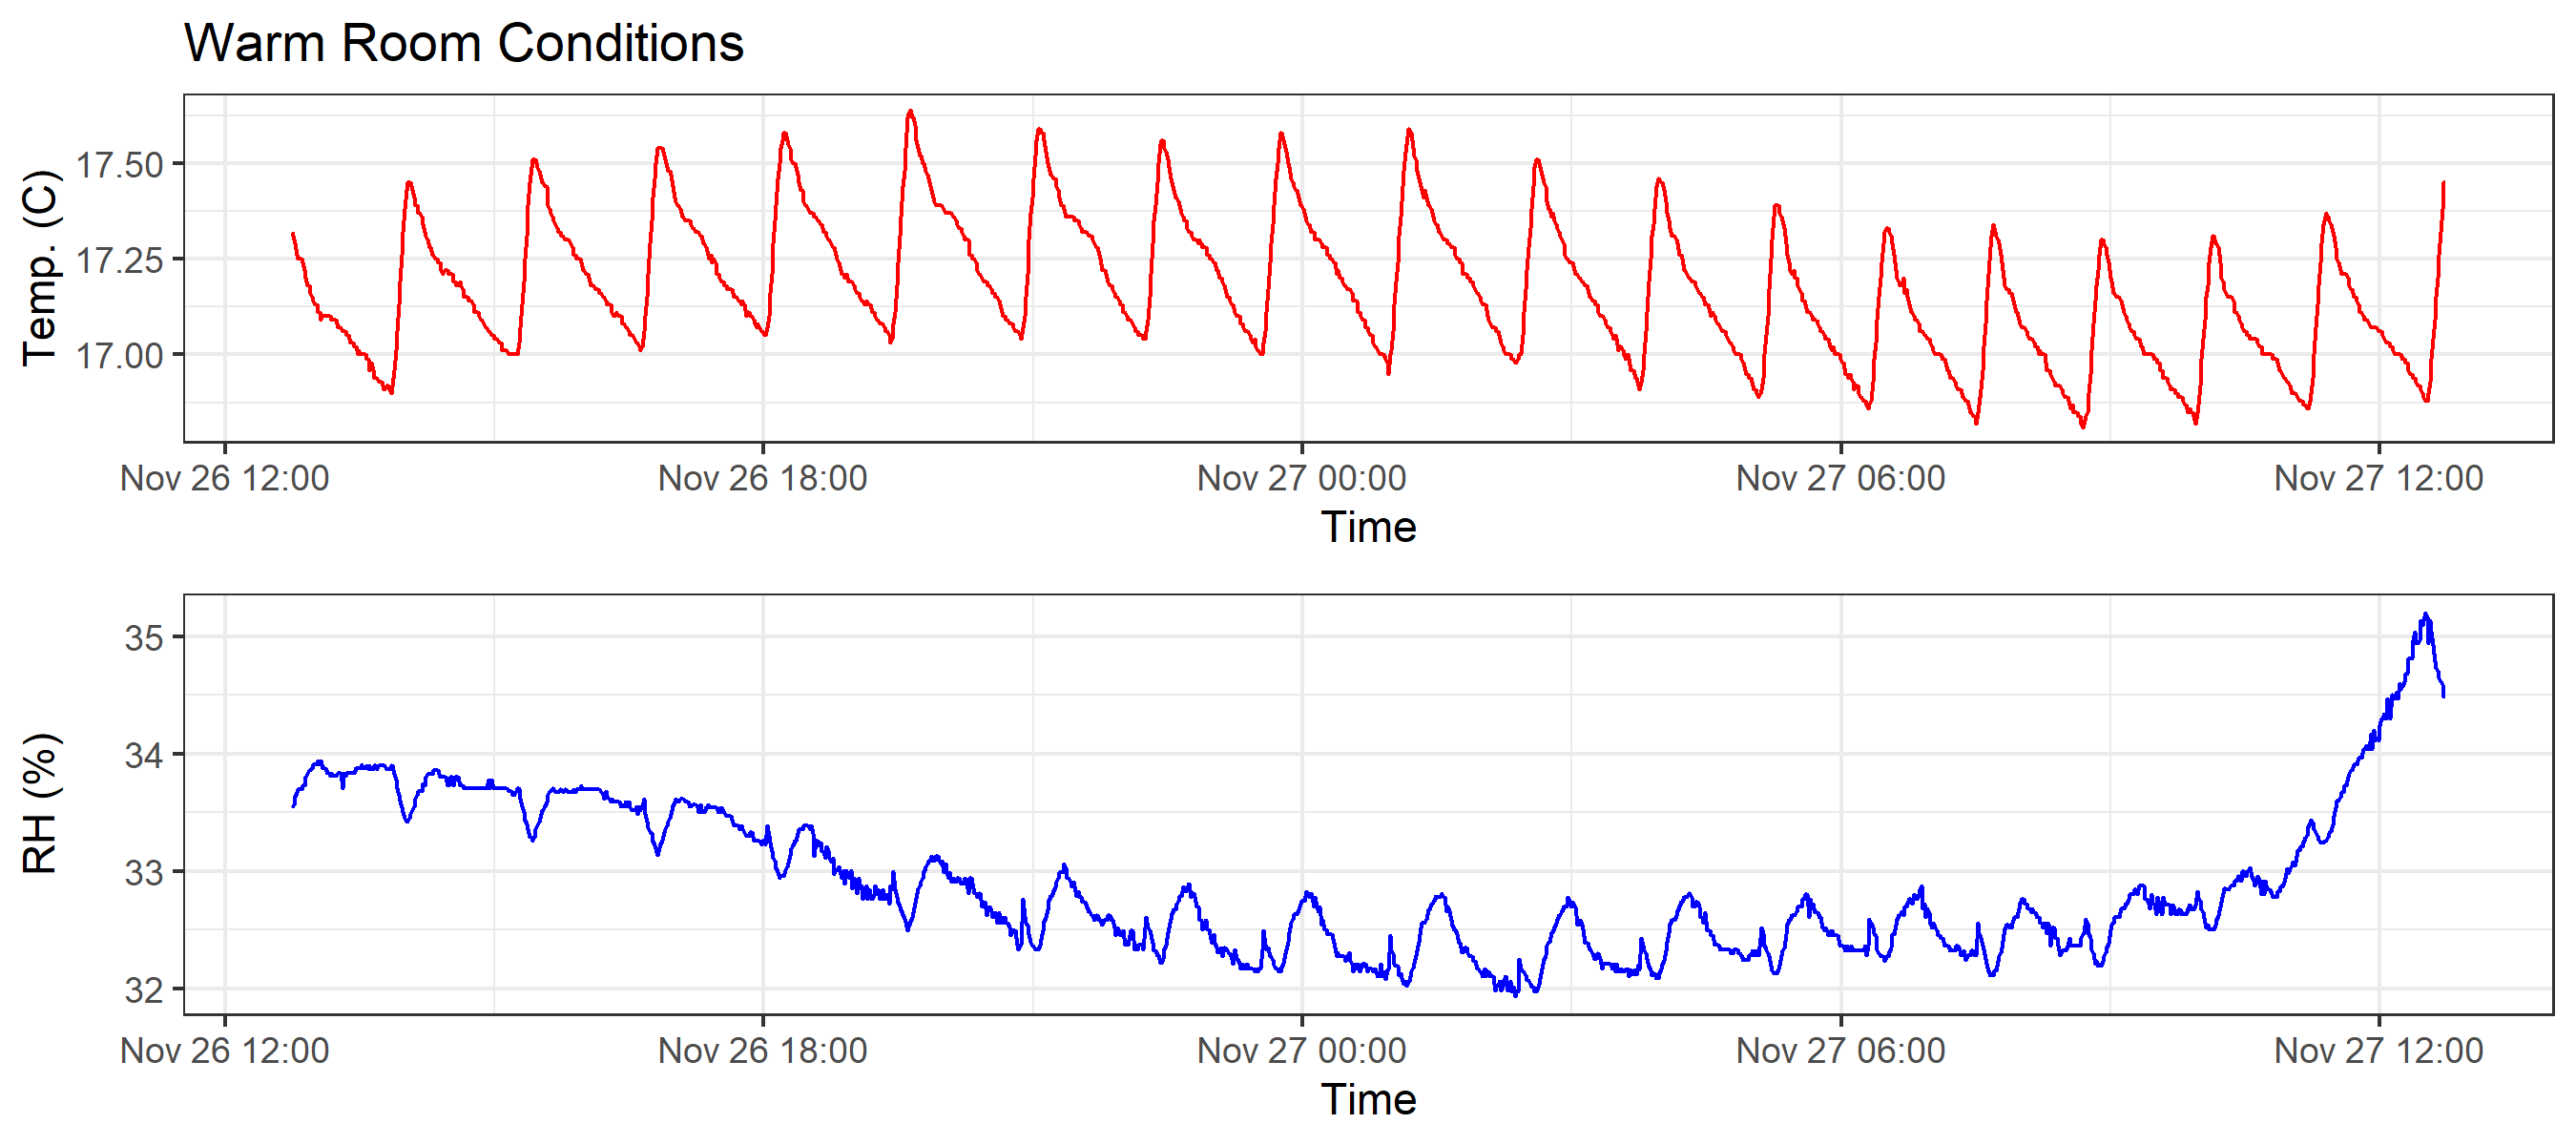 Warm Room Conditions
Temp. (C)
17.50
17.25
17.00
Nov 26 12:00 Nov 26 18:00 Nov 27 00:00 Nov 27 06:00 Nov 27 12:00
Time
RH (%)
35
34
33
32
Nov 26 12:00 Nov 26 18:00 Nov 27 00:00 Nov 27 06:00 Nov 27 12:00
Time